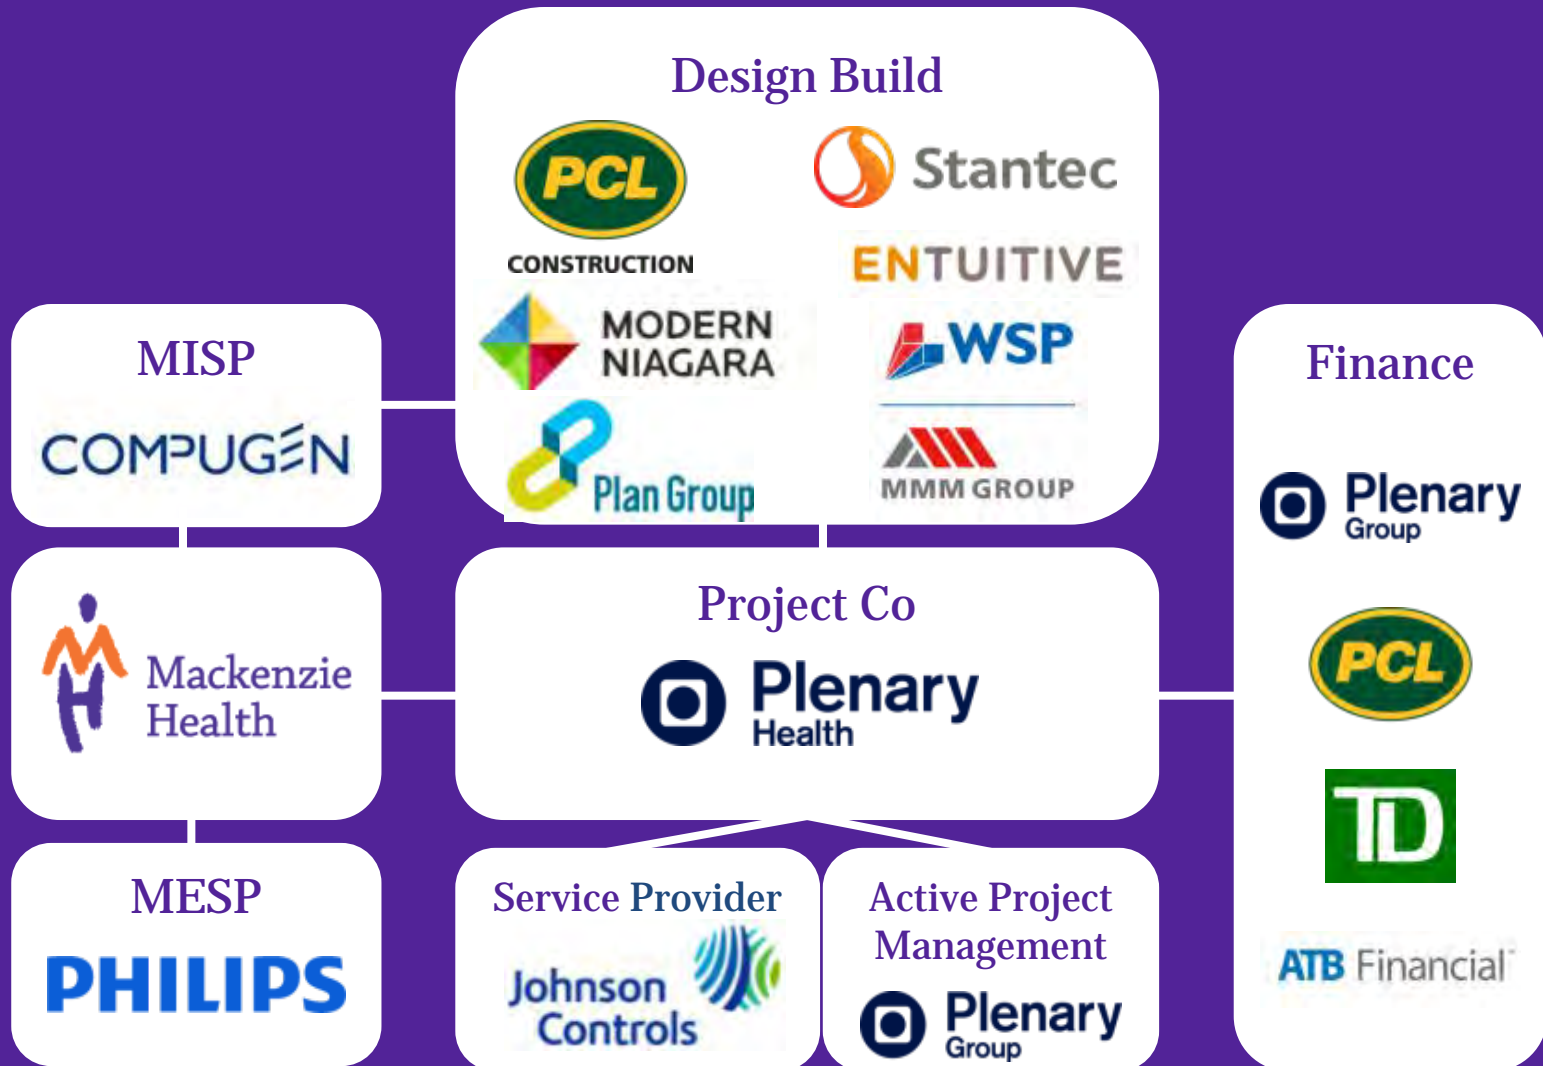 Design Build
PCL
CONSTRUCTION
Stantec
ENTUITIVE
MODERN
NIAGARA
WSP
Plan Group
MMM GROUP
MISP
COMPUGEN
Finance
Plenary
Group
PCL
TD
ATB Financial
Mackenzie
Health
Project Co
Plenary
Health
MESP
PHILIPS
Service Provider
Johnson
Controls
Active Project
Management
Plenary
Group